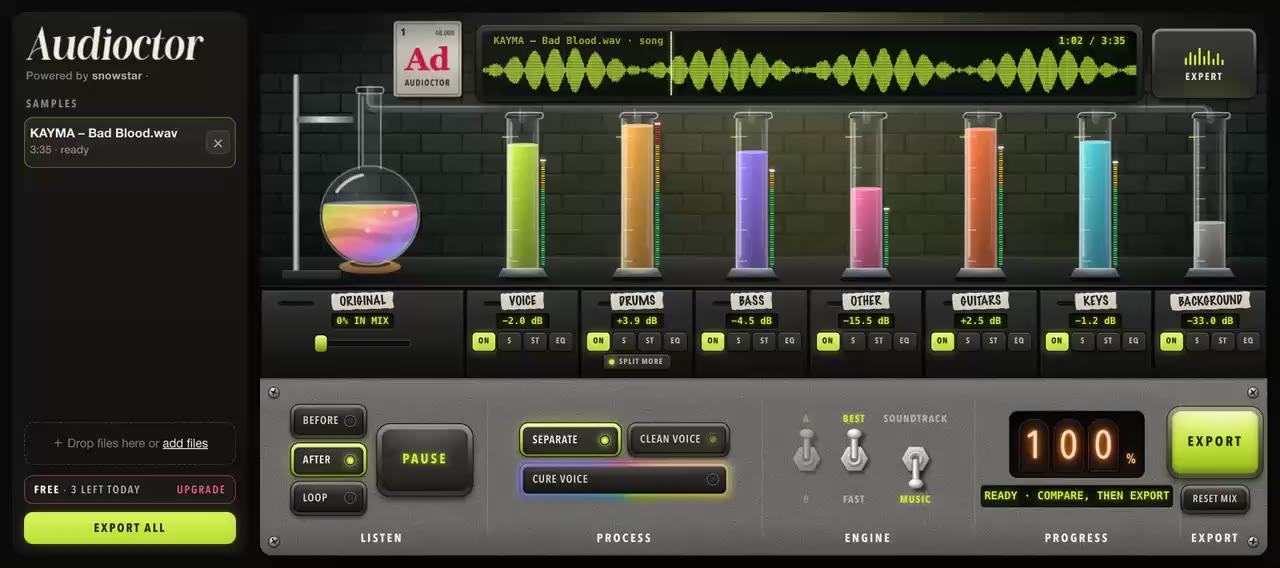 Audioctor
Powered by snowstar ·
SAMPLES
KAYMA – Bad Blood.wav
3:35 · ready
×
+ Drop files here or add files
FREE · 3 LEFT TODAY UPGRADE
EXPORT ALL
1
Ad
AUDIOCTOR
KAYMA – Bad Blood.wav · song
1:02 / 3:35
EXPERT
ORIGINAL
0% IN MIX
VOICE
−2.0 dB
ON S ST EQ
DRUMS
+3.9 dB
ON S ST EQ
SPLIT MORE
BASS
−4.5 dB
ON S ST EQ
OTHER
−15.5 dB
ON S ST EQ
GUITARS
+2.5 dB
ON S ST EQ
KEYS
−1.2 dB
ON S ST EQ
BACKGROUND
−33.0 dB
ON S ST EQ
BEFORE
AFTER
LOOP
PAUSE
LISTEN
SEPARATE
CLEAN VOICE
CURE VOICE
PROCESS
A
B
BEST
FAST
SOUNDTRACK
MUSIC
ENGINE
100 %
READY · COMPARE, THEN EXPORT
PROGRESS
EXPORT
RESET MIX
EXPORT